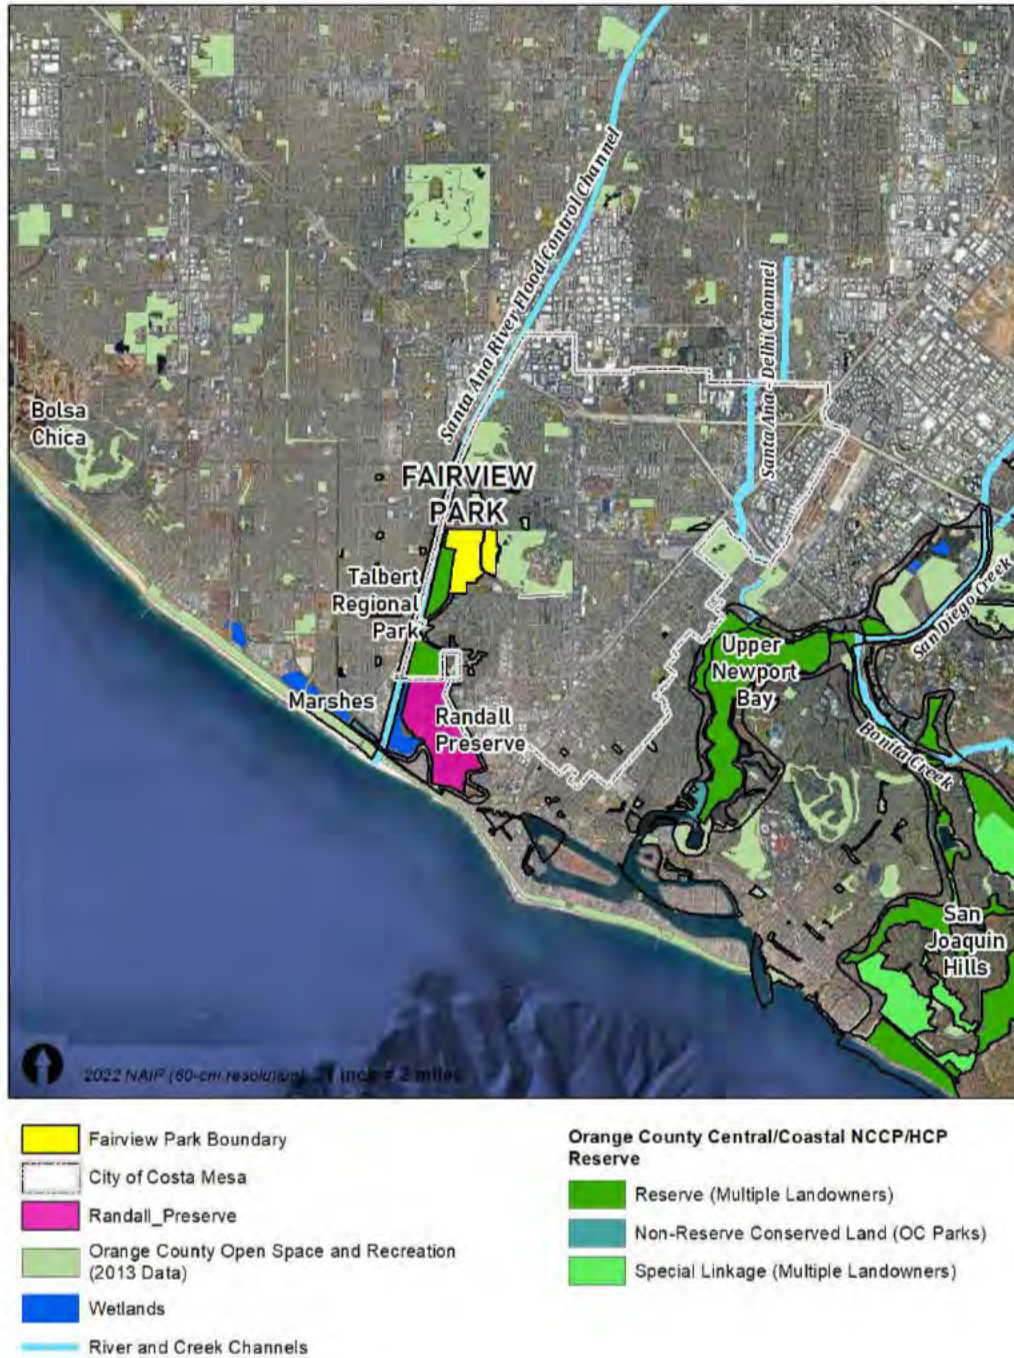 Santa Ana River Flood Control Channel
Santa Ana - Delhi Channel
Bolsa
Chica
FAIRVIEW
PARK
Talbert
Regional
Park
San Diego Creek
Upper
Newport
Bay
Marshes
Randall
Preserve
Bonita Creek
San
Joaquin
Hills
2022 NAIP (60-cm resolution), 1 inch = 2 miles
Fairview Park Boundary
City of Costa Mesa
Randall_Preserve
Orange County Open Space and Recreation
(2013 Data)
Wetlands
River and Creek Channels
Orange County Central/Coastal NCCP/HCP
Reserve
Reserve (Multiple Landowners)
Non-Reserve Conserved Land (OC Parks)
Special Linkage (Multiple Landowners)